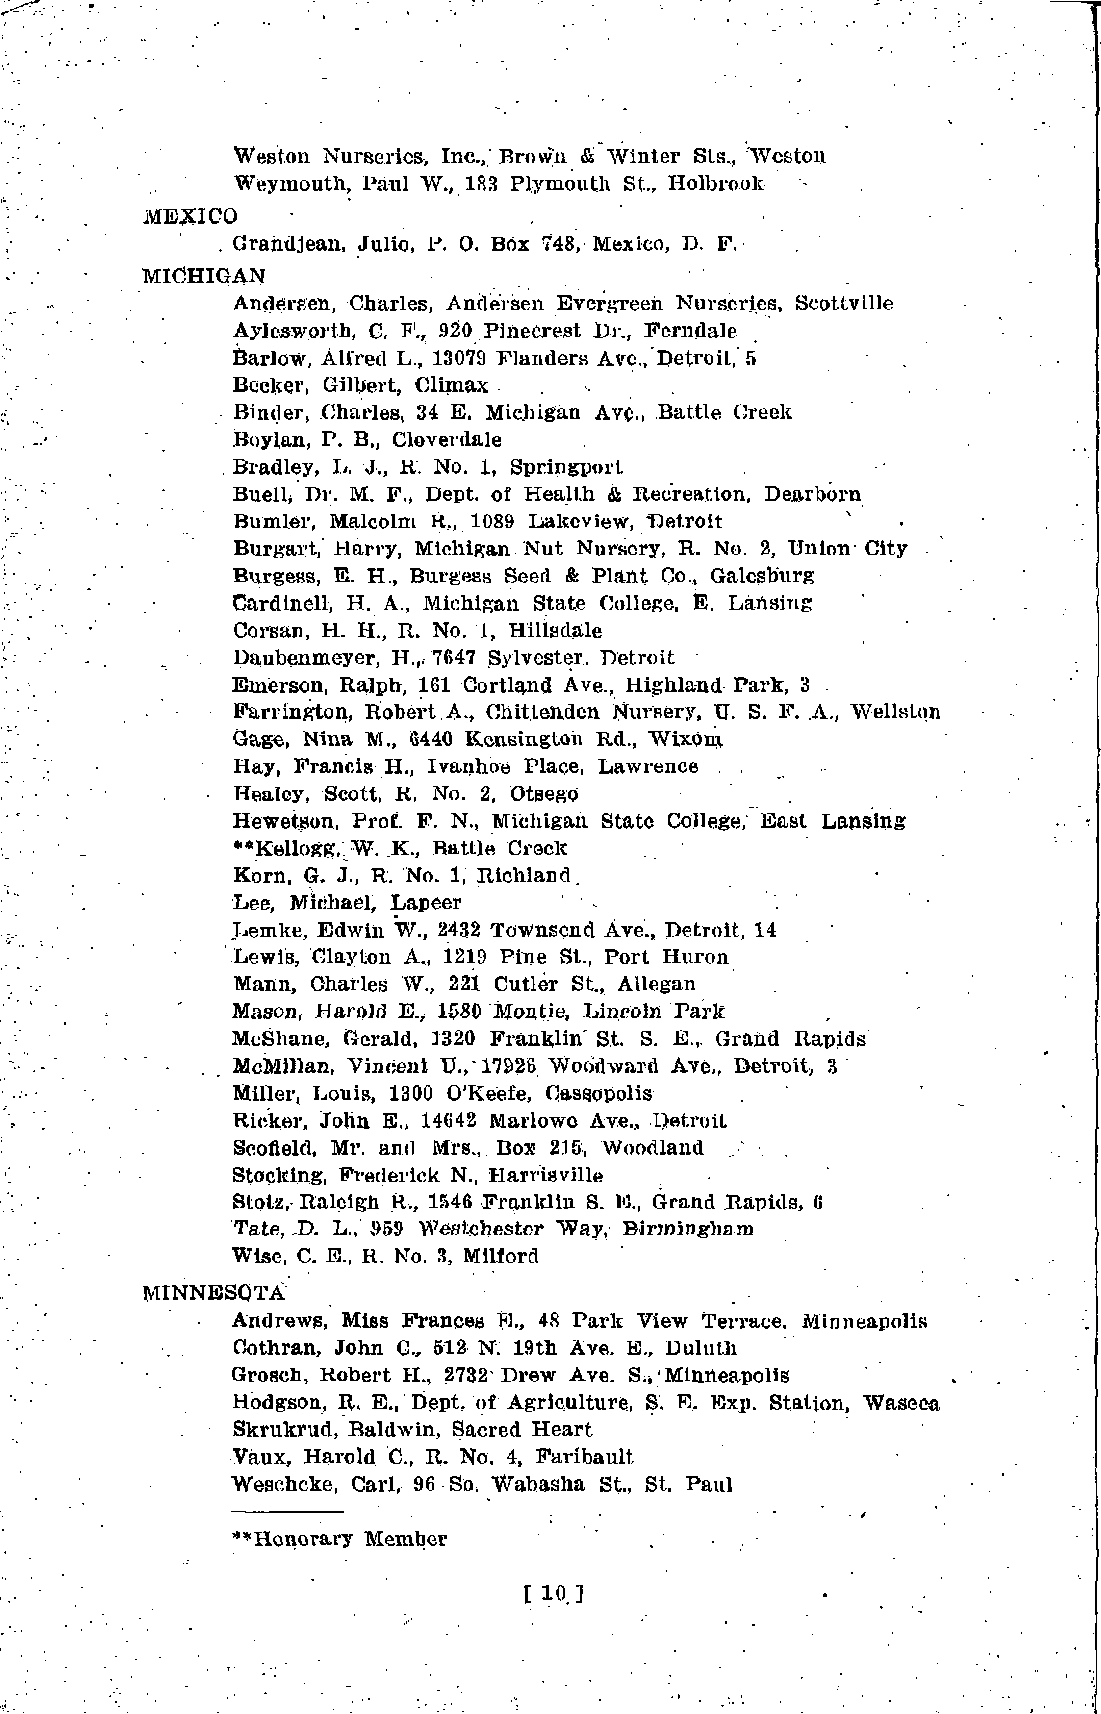 Weston Nurseries, Inc., Brown & Winter Sts., Weston
Weymouth, Paul W., 183 Plymouth St., Holbrook
MEXICO
Grandjean, Julio, P. O. Box 748, Mexico, D. F.
MICHIGAN
Andersen, Charles, Andersen Evergreen Nurseries, Scottville
Aylesworth, C. F., 920 Pinecrest Dr., Ferndale
Barlow, Alfred L., 13079 Flanders Ave., Detroit, 5
Becker, Gilbert, Climax
Binder, Charles, 34 E. Michigan Ave., Battle Creek
Boylan, P. B., Cloverdale
Bradley, L. J., R. No. 1, Springport
Buell, Dr. M. F., Dept. of Health & Recreation, Dearborn
Bumler, Malcolm R., 1089 Lakeview, Detroit
Burgart, Harry, Michigan Nut Nursery, R. No. 2, Union City
Burgess, E. H., Burgess Seed & Plant Co., Galesburg
Cardinell, H. A., Michigan State College, E. Lansing
Corsan, H. H., R. No. 1, Hillsdale
Daubenmeyer, H., 7647 Sylvester, Detroit
Emerson, Ralph, 161 Cortland Ave., Highland Park, 3
Farrington, Robert A., Chittenden Nursery, U. S. F. A., Wellston
Gage, Nina M., 6440 Kensington Rd., Wixom
Hay, Francis H., Ivanhoe Place, Lawrence
Healey, Scott, R. No. 2, Otsego
Hewetson, Prof. F. N., Michigan State College, East Lansing
**Kellogg, W. K., Battle Creek
Korn, G. J., R. No. 1, Richland
Lee, Michael, Lapeer
Lemke, Edwin W., 2432 Townsend Ave., Detroit, 14
Lewis, Clayton A., 1219 Pine St., Port Huron
Mann, Charles W., 221 Cutler St., Allegan
Mason, Harold E., 1580 Montie, Lincoln Park
McShane, Gerald, 1320 Franklin St. S. E., Grand Rapids
McMillan, Vincent U., 17926 Woodward Ave., Detroit, 3
Miller, Louis, 1300 O'Keefe, Cassopolis
Ricker, John E., 14642 Marlowe Ave., Detroit
Scofield, Mr. and Mrs., Box 215, Woodland
Stocking, Frederick N., Harrisville
Stotz, Raleigh R., 1546 Franklin S. E., Grand Rapids, 6
Tate, D. L., 959 Westchester Way, Birmingham
Wise, C. E., R. No. 3, Milford
MINNESOTA
Andrews, Miss Frances E., 48 Park View Terrace, Minneapolis
Cothran, John C., 512 N. 19th Ave. E., Duluth
Grosch, Robert H., 2732 Drew Ave. S., Minneapolis
Hodgson, R. E., Dept. of Agriculture, S. E. Exp. Station, Waseca
Skrukrud, Baldwin, Sacred Heart
Vaux, Harold C., R. No. 4, Faribault
Weschcke, Carl, 96 So. Wabasha St., St. Paul
**Honorary Member
[ 10 ]